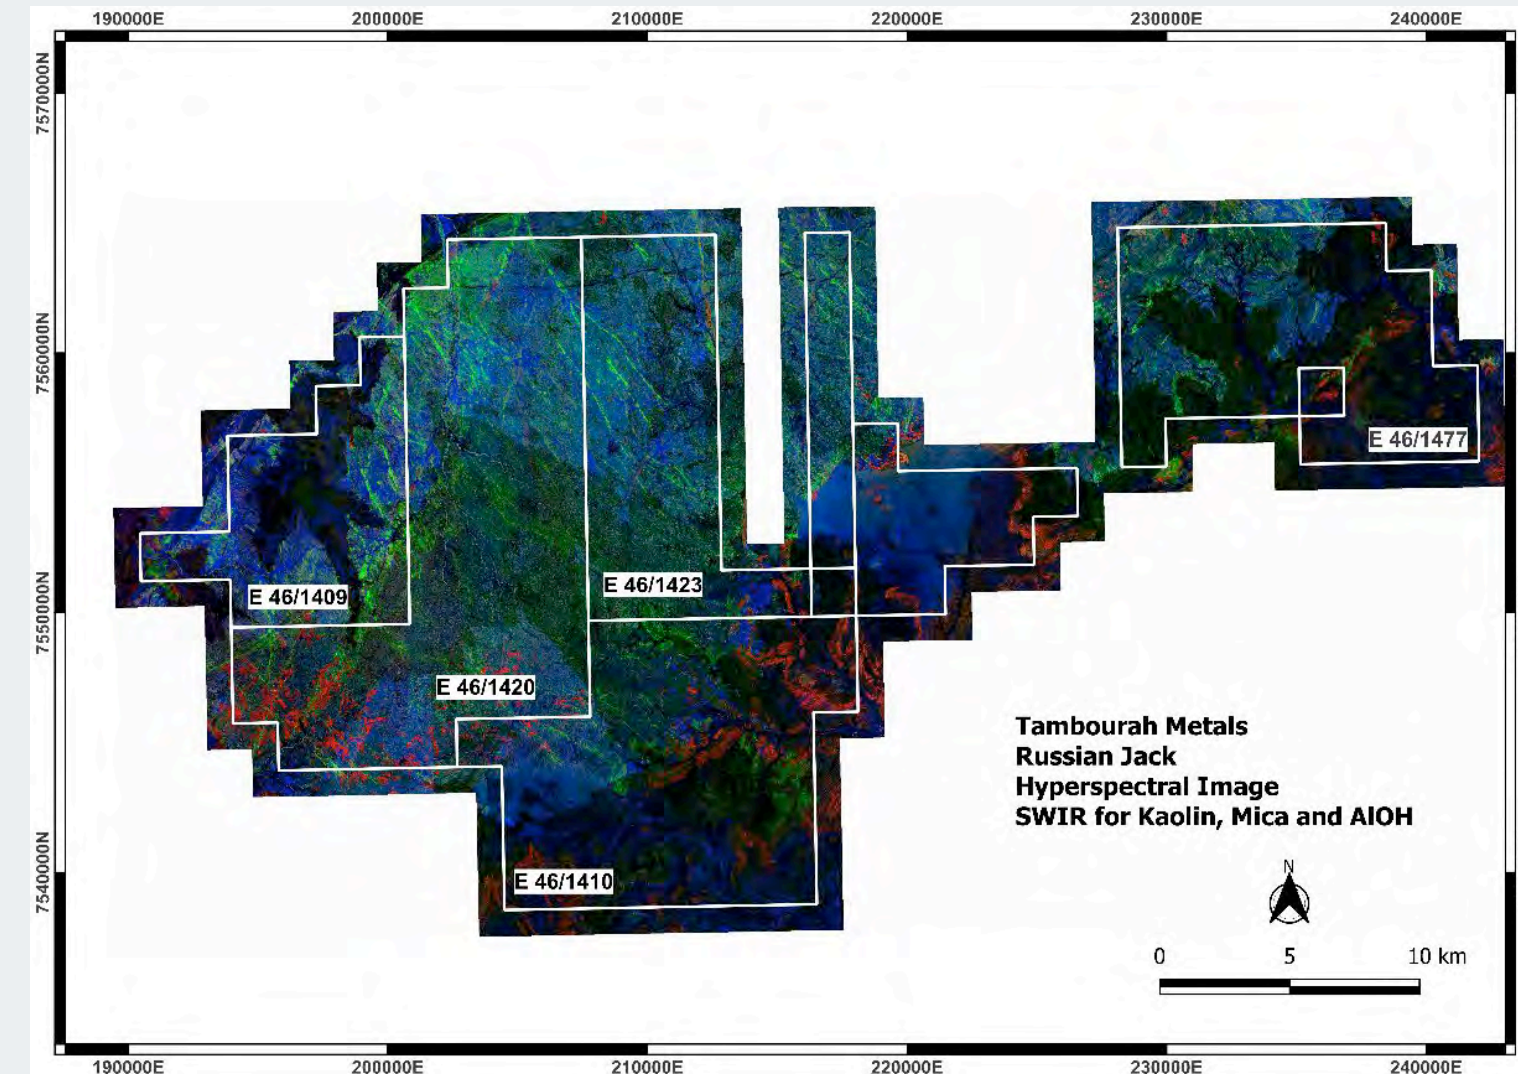 190000E 200000E 210000E 220000E 230000E 240000E
7570000N
7560000N
7550000N
7540000N
E 46/1477
E 46/1409
E 46/1423
E 46/1420
E 46/1410
Tambourah Metals
Russian Jack
Hyperspectral Image
SWIR for Kaolin, Mica and AlOH
N
0 5 10 km
190000E 200000E 210000E 220000E 230000E 240000E